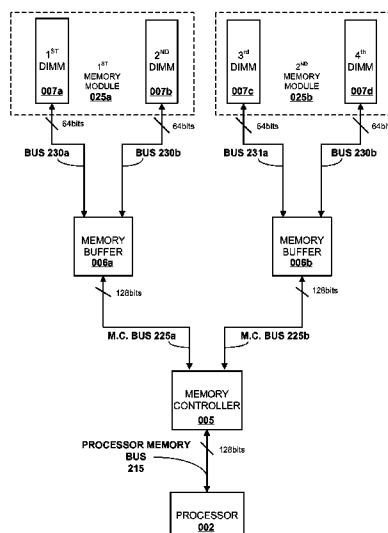 1ST
DIMM
007a
1ST
MEMORY
MODULE
025a
2ND
DIMM
007b
3rd
DIMM
007c
2ND
MEMORY
MODULE
025b
4th
DIMM
007d
64bits
64bits
64bits
64bits
BUS 230a
BUS 230b
BUS 231a
BUS 230b
MEMORY
BUFFER
006a
MEMORY
BUFFER
006b
128bits
128bits
M.C. BUS 225a
M.C. BUS 225b
MEMORY
CONTROLLER
005
PROCESSOR MEMORY
BUS
215
128bits
PROCESSOR
002